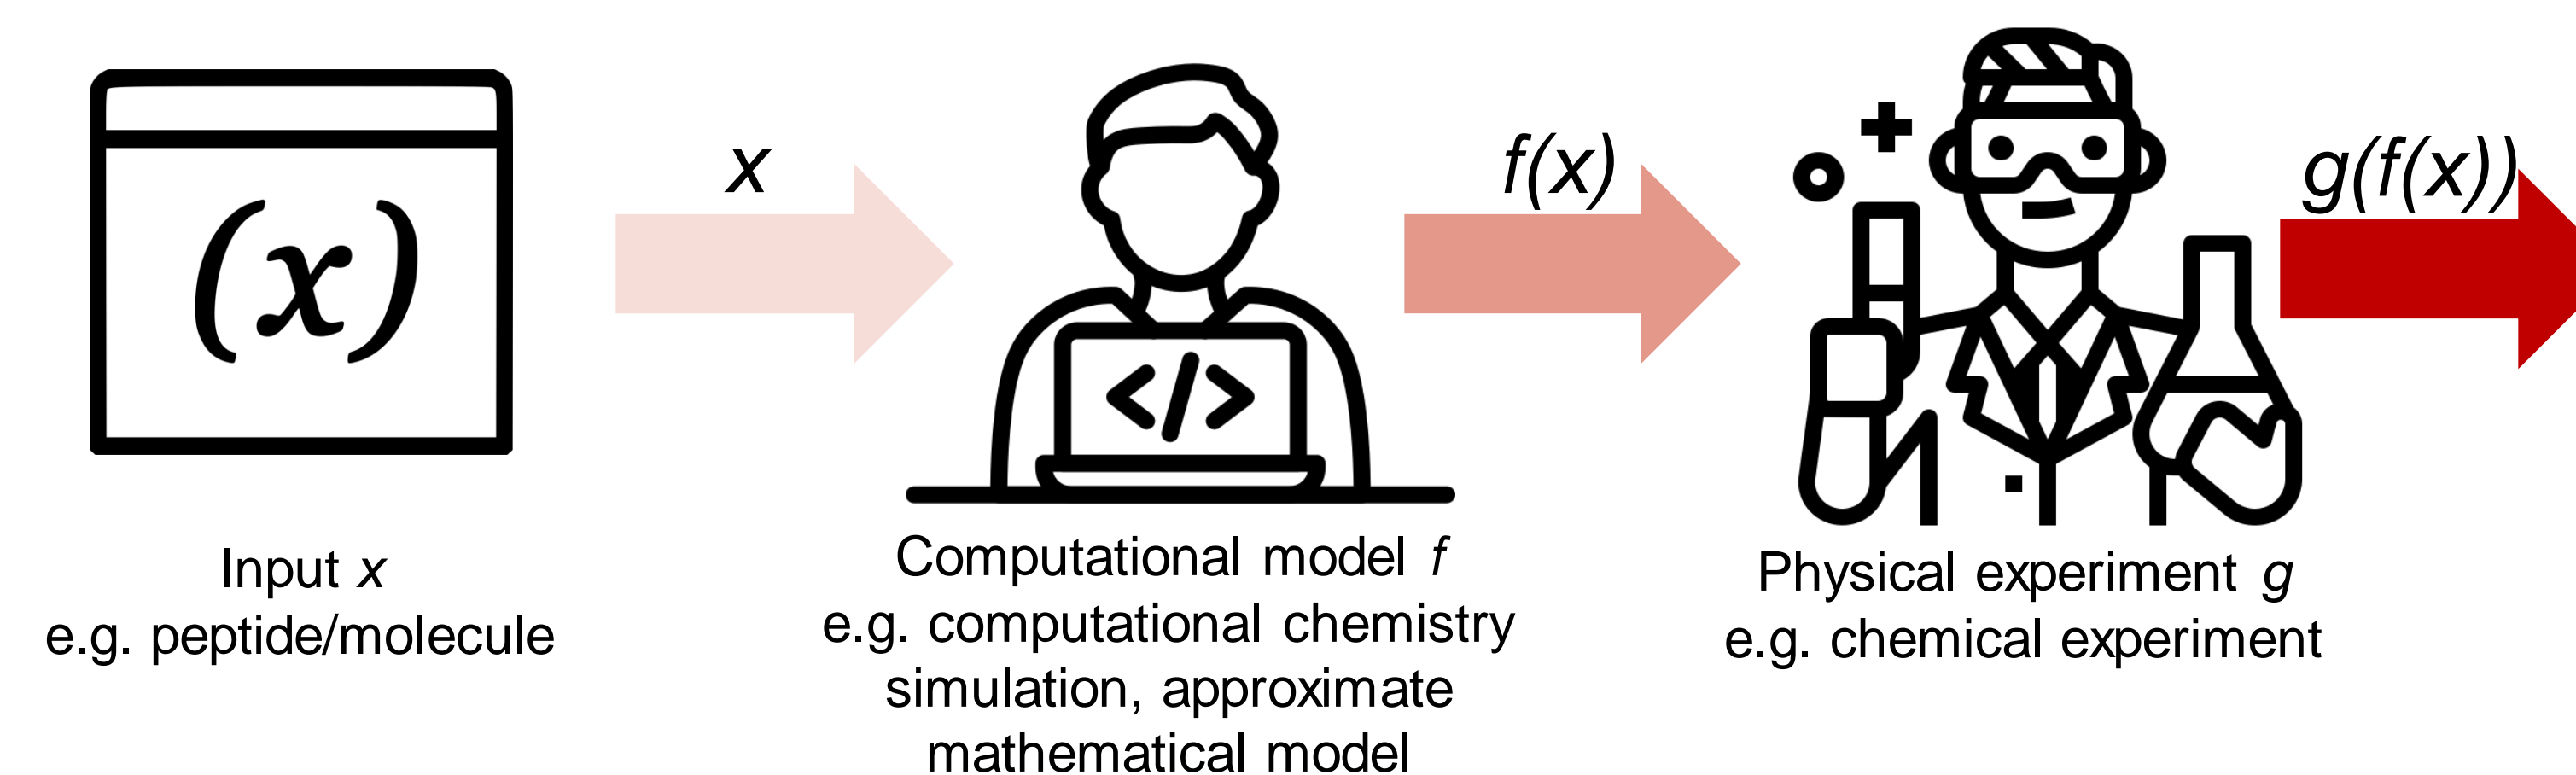 (x)
x
f(x)
g(f(x))
</>
Input x
e.g. peptide/molecule
Computational model f
e.g. computational chemistry
simulation, approximate
mathematical model
Physical experiment g
e.g. chemical experiment